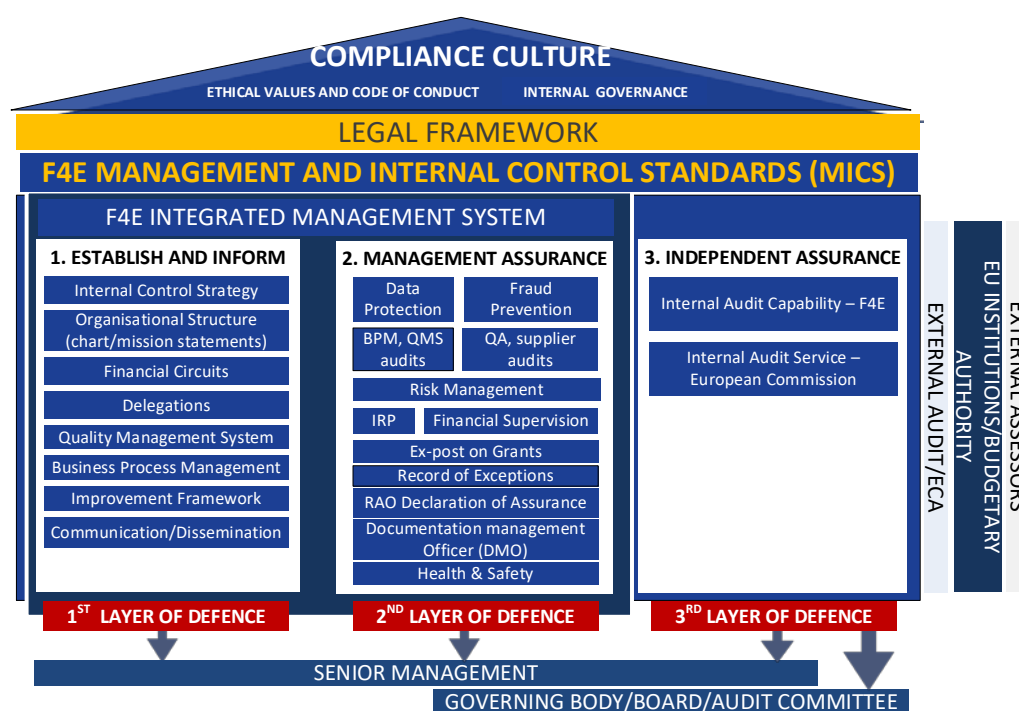 COMPLIANCE CULTURE
ETHICAL VALUES AND CODE OF CONDUCT INTERNAL GOVERNANCE
LEGAL FRAMEWORK
F4E MANAGEMENT AND INTERNAL CONTROL STANDARDS (MICS)
F4E INTEGRATED MANAGEMENT SYSTEM
1. ESTABLISH AND INFORM
Internal Control Strategy
Organisational Structure
(chart/mission statements)
Financial Circuits
Delegations
Quality Management System
Business Process Management
Improvement Framework
Communication/Dissemination
1ST LAYER OF DEFENCE
2. MANAGEMENT ASSURANCE
Data
Protection
Fraud
Prevention
BPM, QMS
audits
QA, supplier
audits
Risk Management
IRP
Financial Supervision
Ex-post on Grants
Record of Exceptions
RAO Declaration of Assurance
Documentation management
Officer (DMO)
Health & Safety
2ND LAYER OF DEFENCE
3. INDEPENDENT ASSURANCE
Internal Audit Capability – F4E
Internal Audit Service –
European Commission
3RD LAYER OF DEFENCE
EXTERNAL AUDIT/ECA
EU INSTITUTIONS/BUDGETARY
AUTHORITY
EXTERNAL ASSESSORS
SENIOR MANAGEMENT
GOVERNING BODY/BOARD/AUDIT COMMITTEE